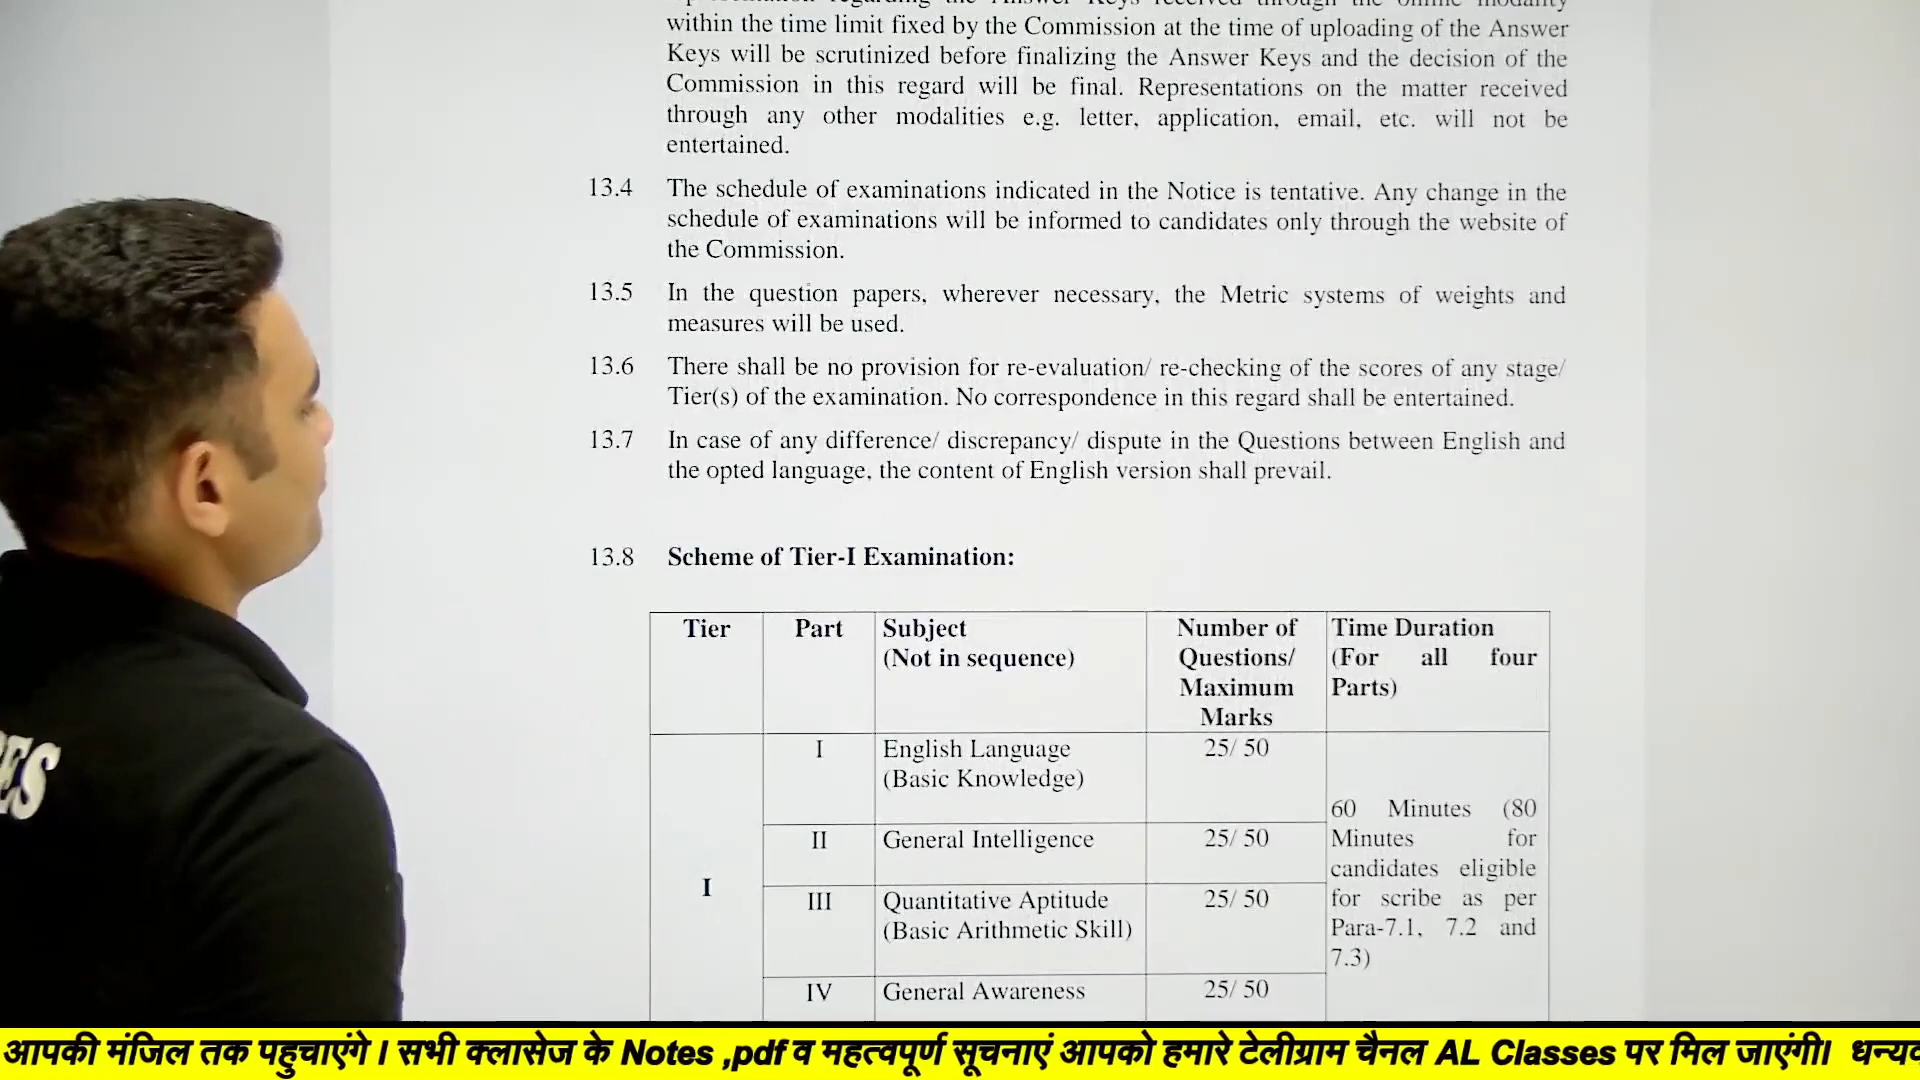 regarding the Answer Keys received through the online modality
within the time limit fixed by the Commission at the time of uploading of the Answer
Keys will be scrutinized before finalizing the Answer Keys and the decision of the
Commission in this regard will be final. Representations on the matter received
through any other modalities e.g. letter, application, email, etc. will not be
entertained.
13.4 The schedule of examinations indicated in the Notice is tentative. Any change in the
schedule of examinations will be informed to candidates only through the website of
the Commission.
13.5 In the question papers, wherever necessary, the Metric systems of weights and
measures will be used.
13.6 There shall be no provision for re-evaluation/ re-checking of the scores of any stage/
Tier(s) of the examination. No correspondence in this regard shall be entertained.
13.7 In case of any difference/ discrepancy/ dispute in the Questions between English and
the opted language, the content of English version shall prevail.
13.8 Scheme of Tier-I Examination:
Tier
Part
Subject
(Not in sequence)
Number of
Questions/
Maximum
Marks
Time Duration
(For all four
Parts)
I
I
English Language
(Basic Knowledge)
25/ 50
II
General Intelligence
25/ 50
III
Quantitative Aptitude
(Basic Arithmetic Skill)
25/ 50
IV
General Awareness
25/ 50
60 Minutes (80
Minutes for
candidates eligible
for scribe as per
Para-7.1, 7.2 and
7.3)
आपकी मंजिल तक पहुचाएंगे । सभी क्लासेज के Notes ,pdf व महत्वपूर्ण सूचनाएं आपको हमारे टेलीग्राम चैनल AL Classes पर मिल जाएंगी।